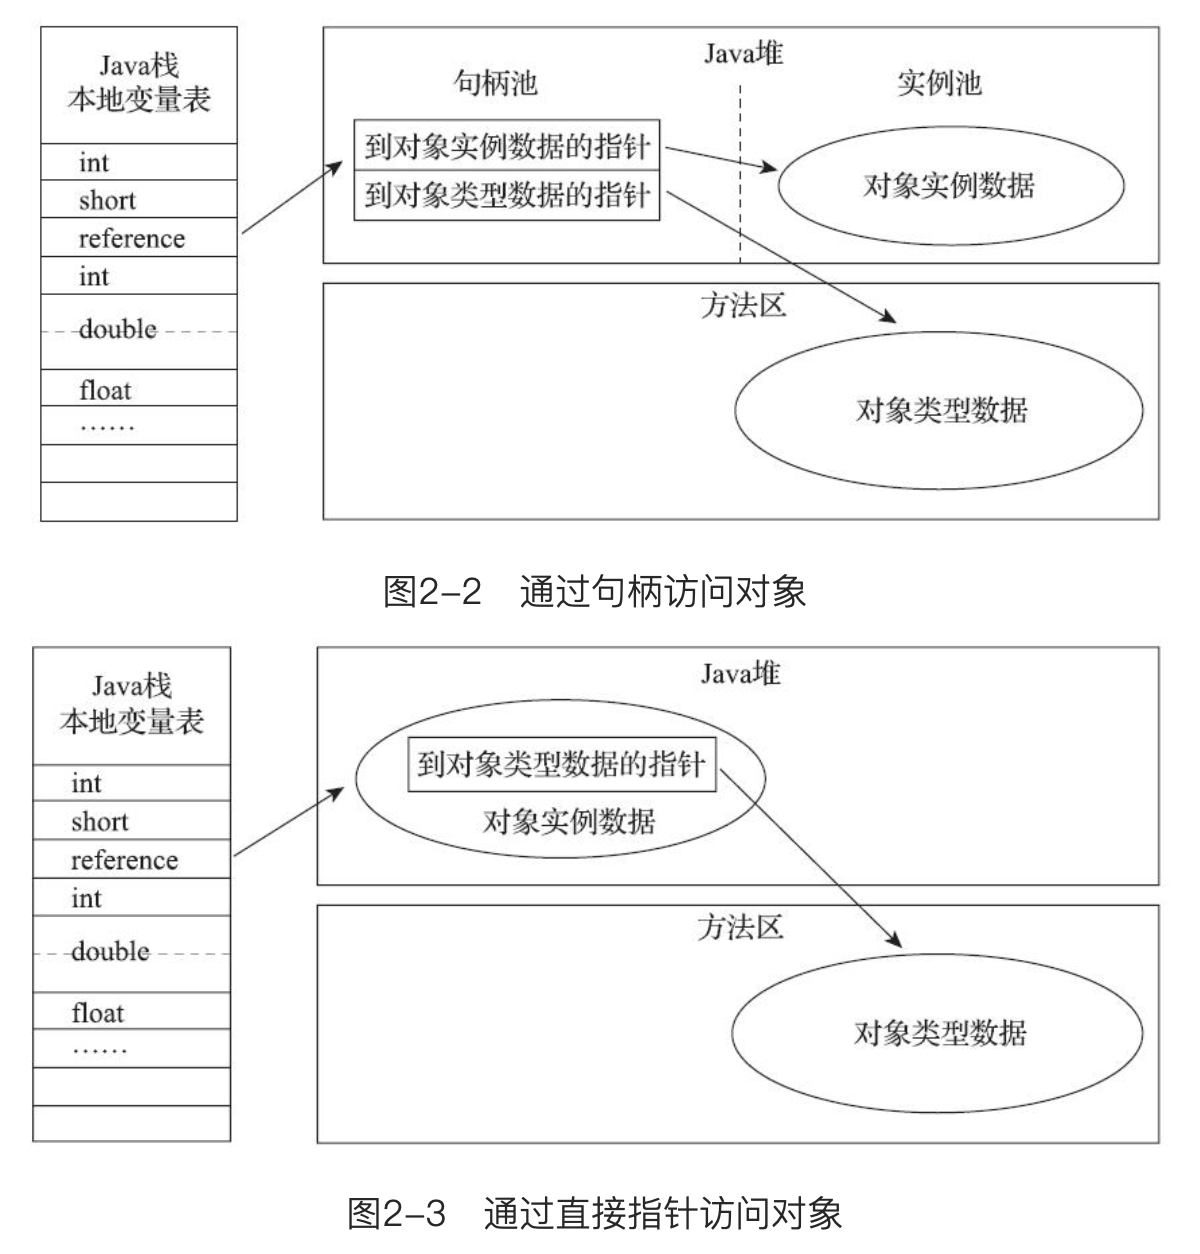 Java栈
本地变量表
int
short
reference
int
double
float
……
Java堆
句柄池
实例池
到对象实例数据的指针
到对象类型数据的指针
对象实例数据
方法区
对象类型数据
图2-2 通过句柄访问对象
Java栈
本地变量表
int
short
reference
int
double
float
……
Java堆
到对象类型数据的指针
对象实例数据
方法区
对象类型数据
图2-3 通过直接指针访问对象